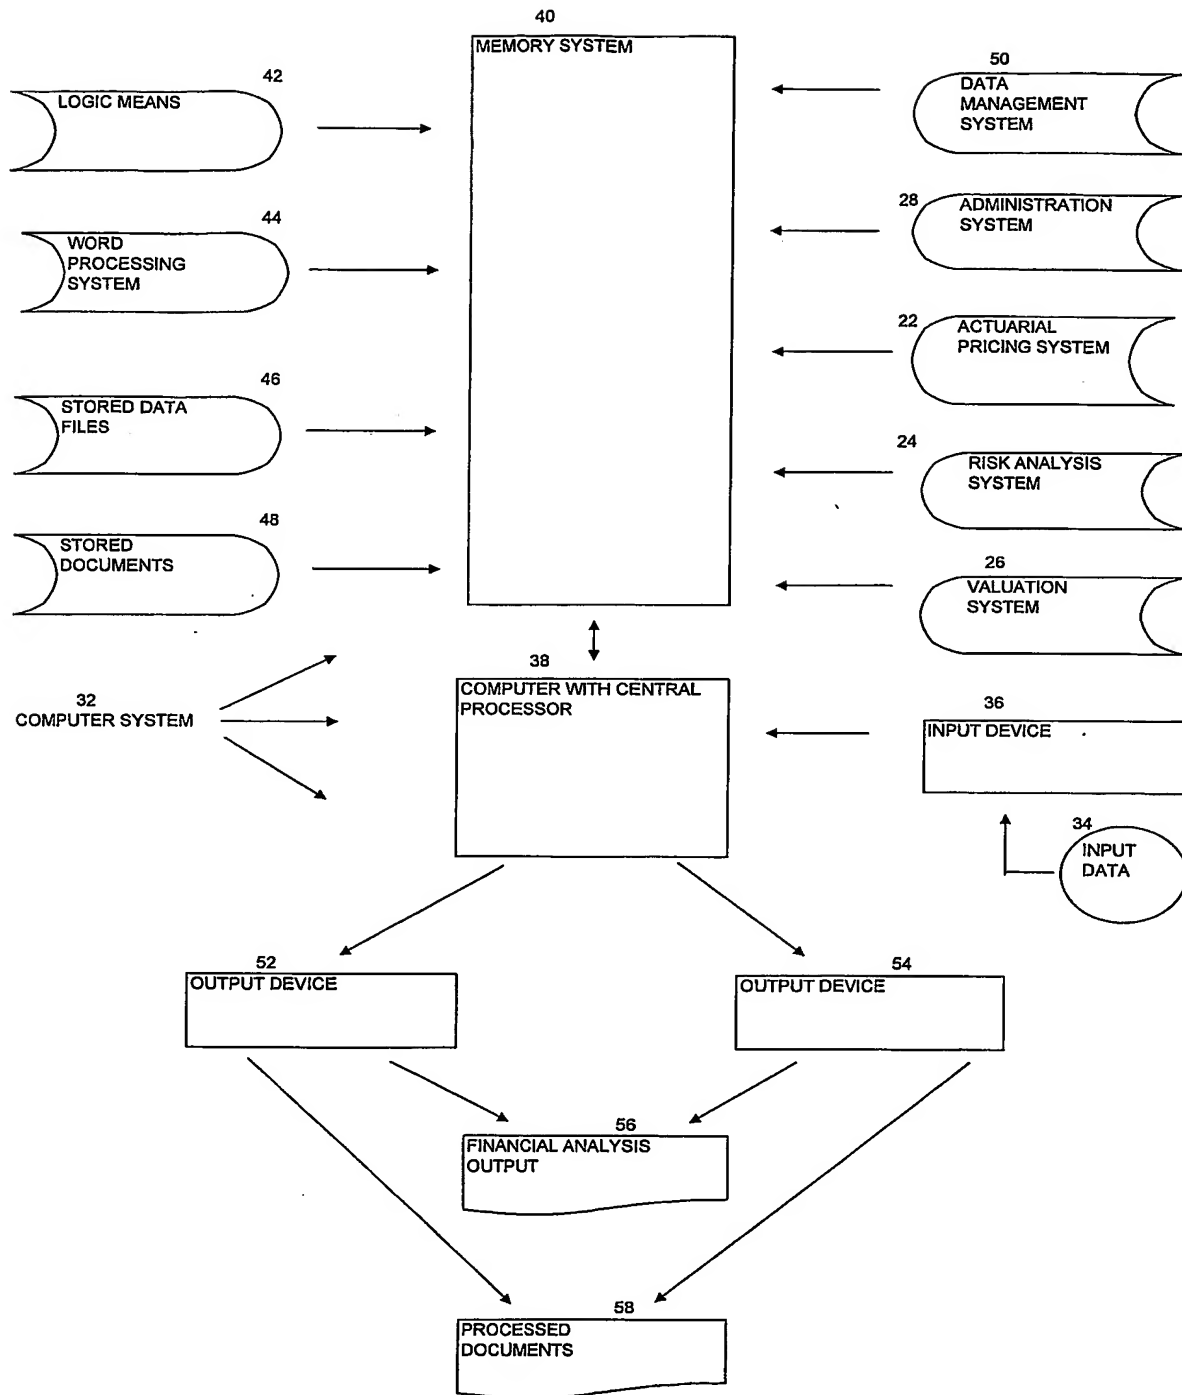 40
MEMORY SYSTEM
42
LOGIC MEANS
50
DATA
MANAGEMENT
SYSTEM
44
WORD
PROCESSING
SYSTEM
28
ADMINISTRATION
SYSTEM
22
ACTUARIAL
PRICING SYSTEM
46
STORED DATA
FILES
24
RISK ANALYSIS
SYSTEM
48
STORED
DOCUMENTS
26
VALUATION
SYSTEM
32
COMPUTER SYSTEM
38
COMPUTER WITH CENTRAL
PROCESSOR
36
INPUT DEVICE
34
INPUT
DATA
52
OUTPUT DEVICE
54
OUTPUT DEVICE
56
FINANCIAL ANALYSIS
OUTPUT
58
PROCESSED
DOCUMENTS